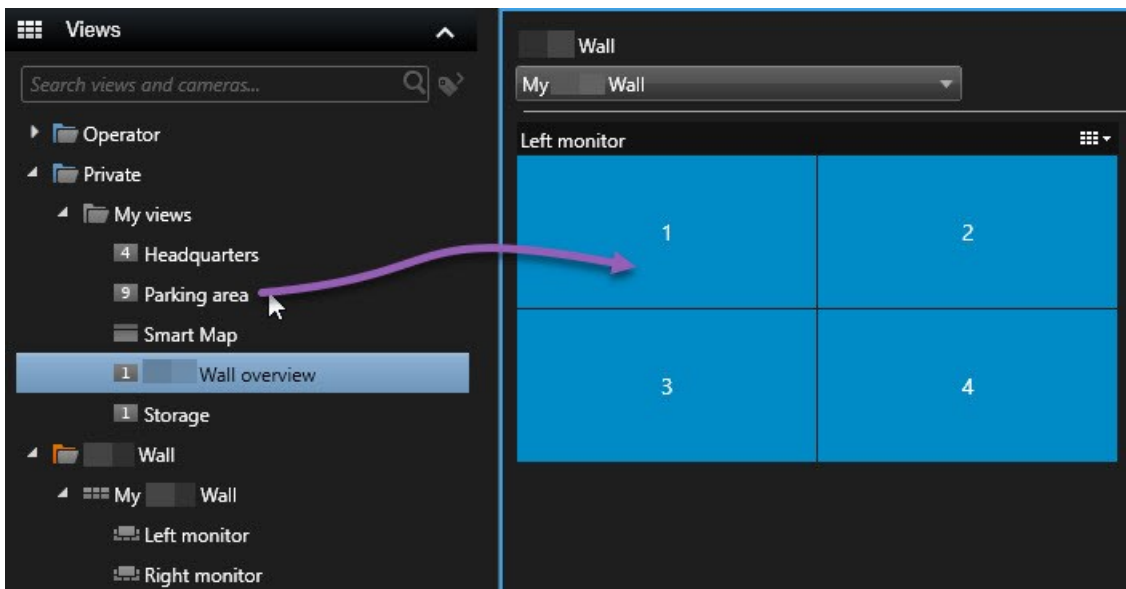 Views
Search views and cameras...
Operator
Private
My views
4 Headquarters
9 Parking area
Smart Map
1 Wall overview
1 Storage
Wall
My Wall
Left monitor
Right monitor
Wall
My Wall
Left monitor
1 2
3 4